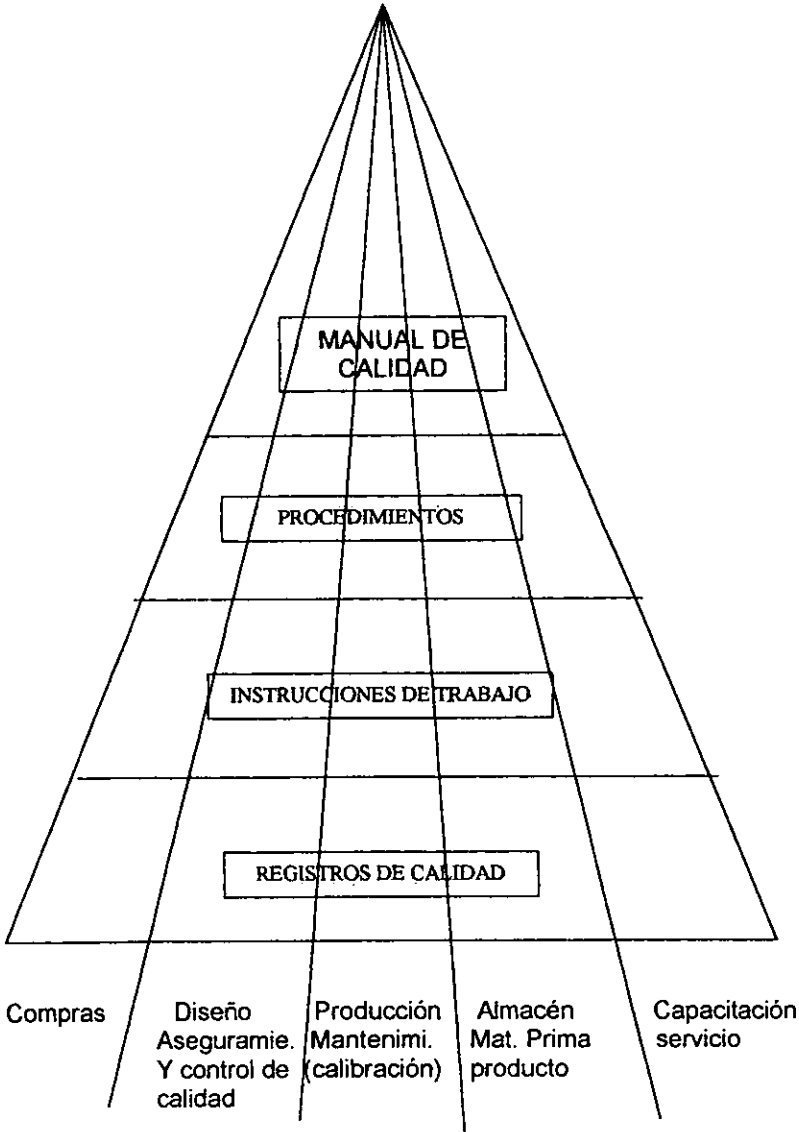 MANUAL DE
CALIDAD
PROCEDIMIENTOS
INSTRUCCIONES DE TRABAJO
REGISTROS DE CALIDAD
Compras
Diseño
Aseguramie.
Y control de
calidad
Producción
Mantenimi.
(calibración)
Almacén
Mat. Prima
producto
Capacitación
servicio